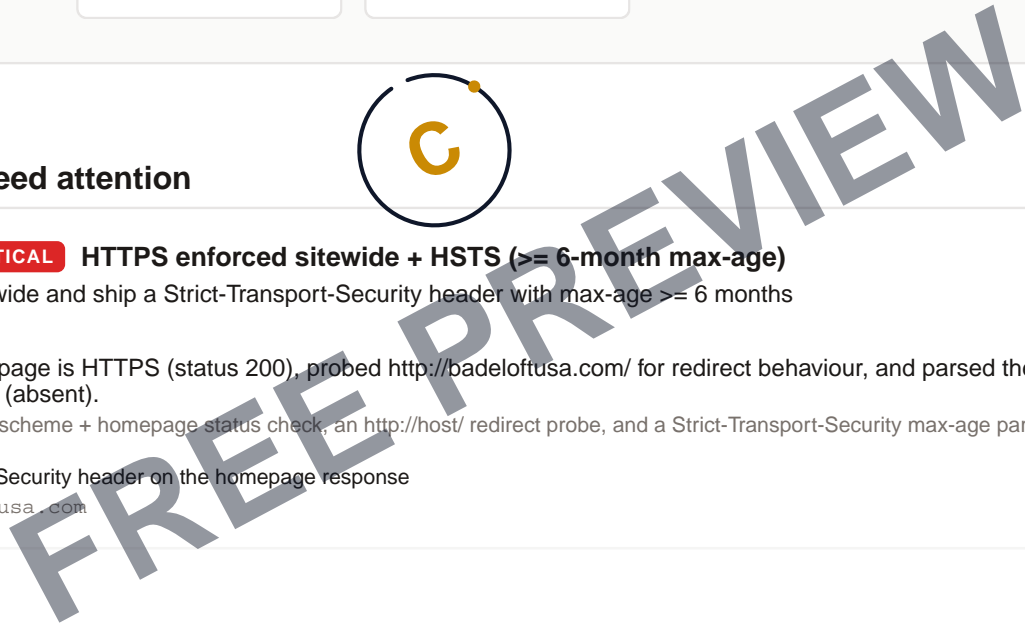 C
eed attention
TICAL HTTPS enforced sitewide + HSTS (>= 6-month max-age)
wide and ship a Strict-Transport-Security header with max-age >= 6 months
page is HTTPS (status 200), probed http://badeloftusa.com/ for redirect behaviour, and parsed the
(absent).
scheme + homepage status check, an http://host/ redirect probe, and a Strict-Transport-Security max-age par
Security header on the homepage response
usa.com
FREE PREVIEW